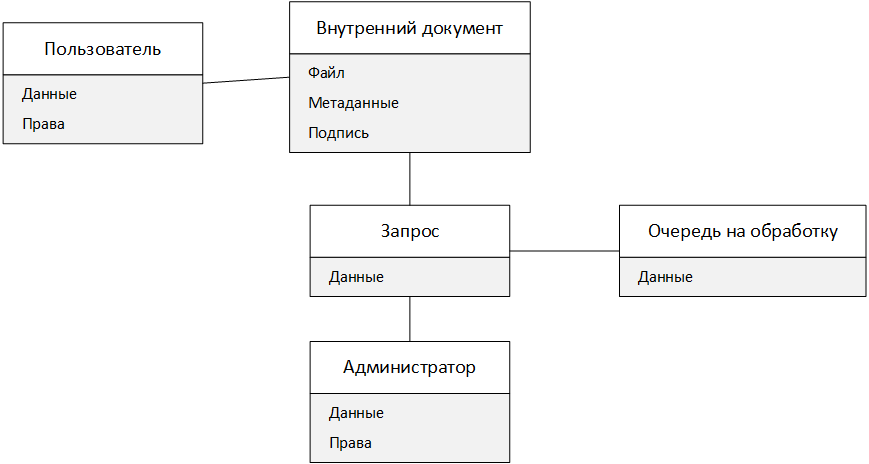 Пользователь
Данные
Права
Внутренний документ
Файл
Метаданные
Подпись
Запрос
Данные
Очередь на обработку
Данные
Администратор
Данные
Права